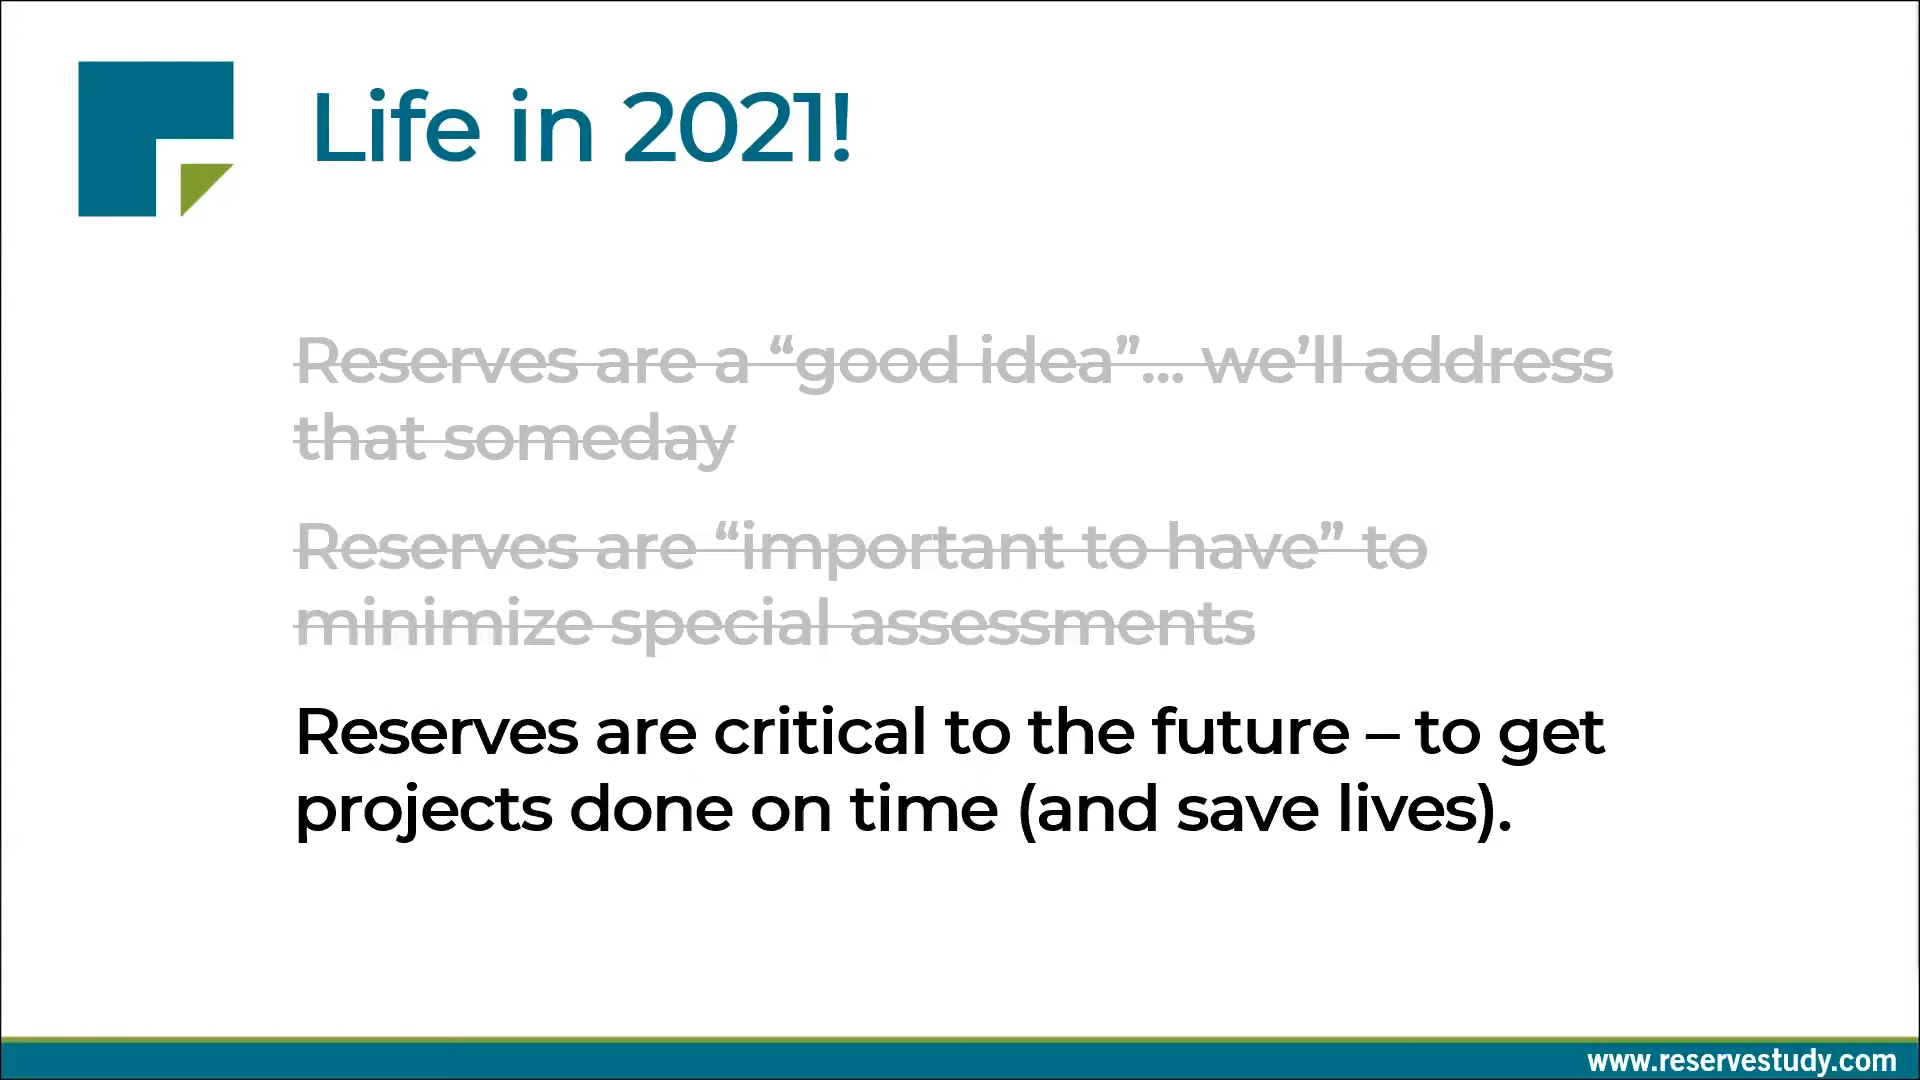 Life in 2021!
Reserves are a “good idea”... we’ll address
that someday
Reserves are “important to have” to
minimize special assessments
Reserves are critical to the future – to get
projects done on time (and save lives).
www.reservestudy.com